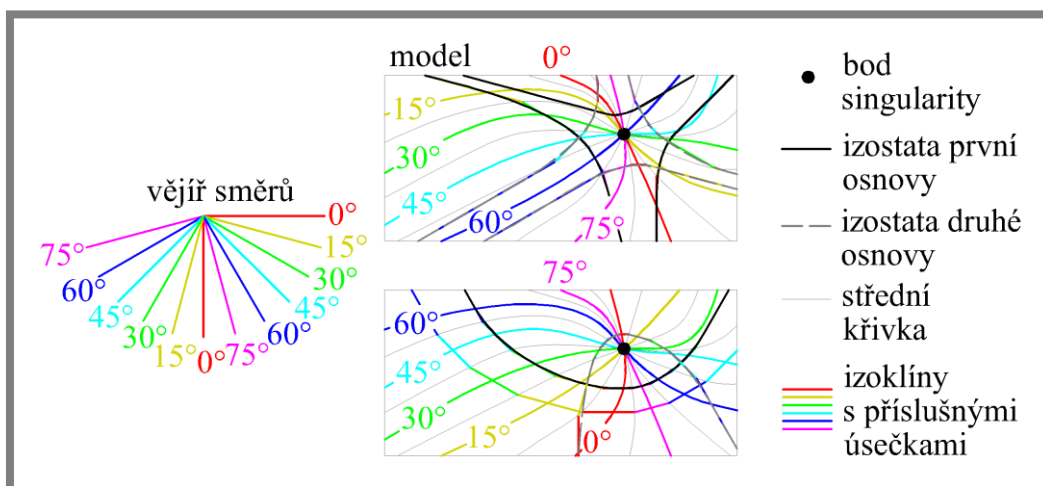 vějíř směrů
0°
15°
30°
45°
60°
75°
0°
15°
30°
45°
60°
75°
model
0°
15°
30°
45°
60°
75°
75°
60°
45°
30°
15°
0°
bod
singularity
izostata první
osnovy
izostata druhé
osnovy
střední
křivka
izoklíny
s příslušnými
úsečkami